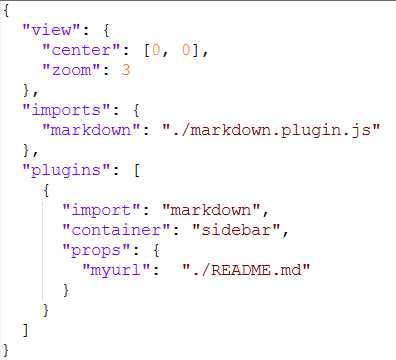 {
  "view": {
    "center": [0, 0],
    "zoom": 3
  },
  "imports": {
    "markdown": "./markdown.plugin.js"
  },
  "plugins": [
    {
      "import": "markdown",
      "container": "sidebar",
      "props": {
        "myurl":  "./README.md"
      }
    }
  ]
}